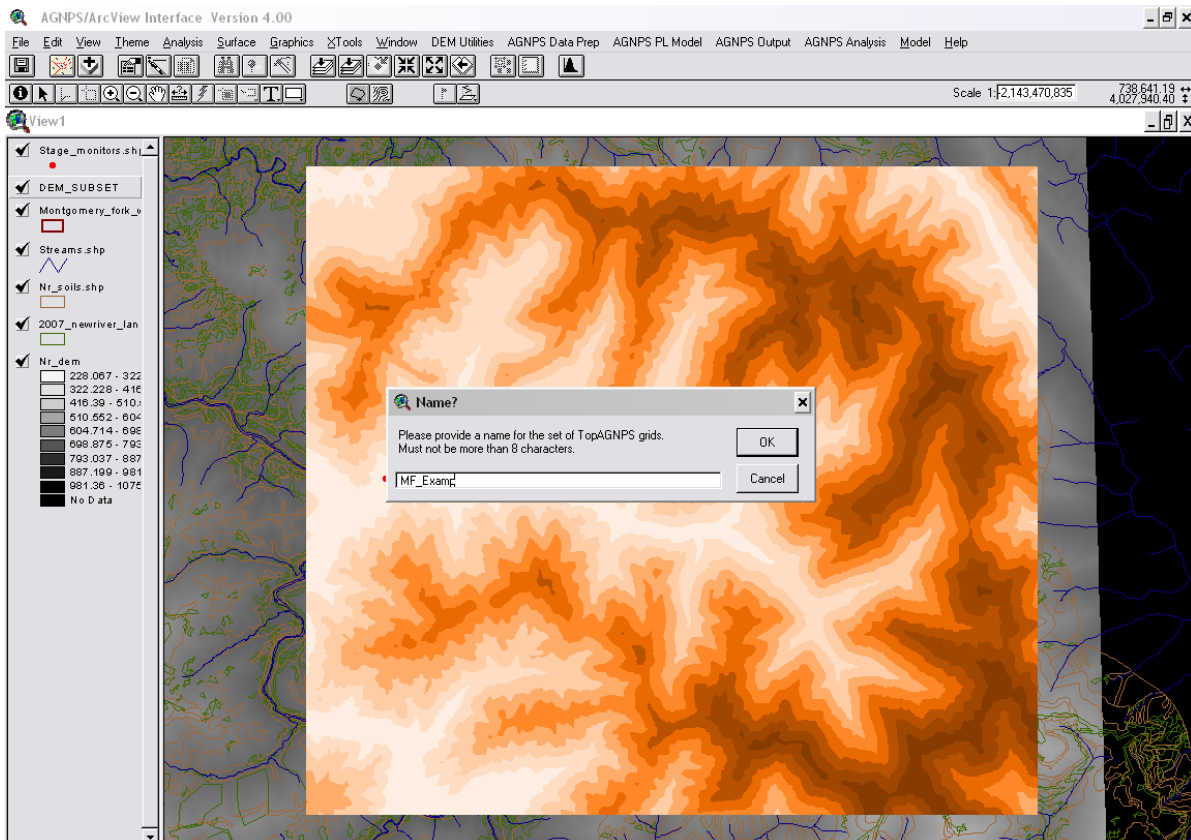 AGNPS/ArcView Interface Version 4.00
File Edit View Theme Analysis Surface Graphics XTools Window DEM Utilities AGNPS Data Prep AGNPS PL Model AGNPS Output AGNPS Analysis Model Help
Scale 1: -2,143,470,835
738,641.19
4,027,940.40
View1
Stage_monitors.shp
DEM_SUBSET
Montgomery_fork_w
Streams.shp
Nr_soils.shp
2007_newriver_lan
Nr_dem
228.067 - 322
322.228 - 416
416.39 - 510.
510.552 - 604
604.714 - 698
698.875 - 793
793.037 - 887
887.199 - 981
981.36 - 1075
No Data
Name?
Please provide a name for the set of TopAGNPS grids.
Must not be more than 8 characters.
OK
MF_Examp
Cancel